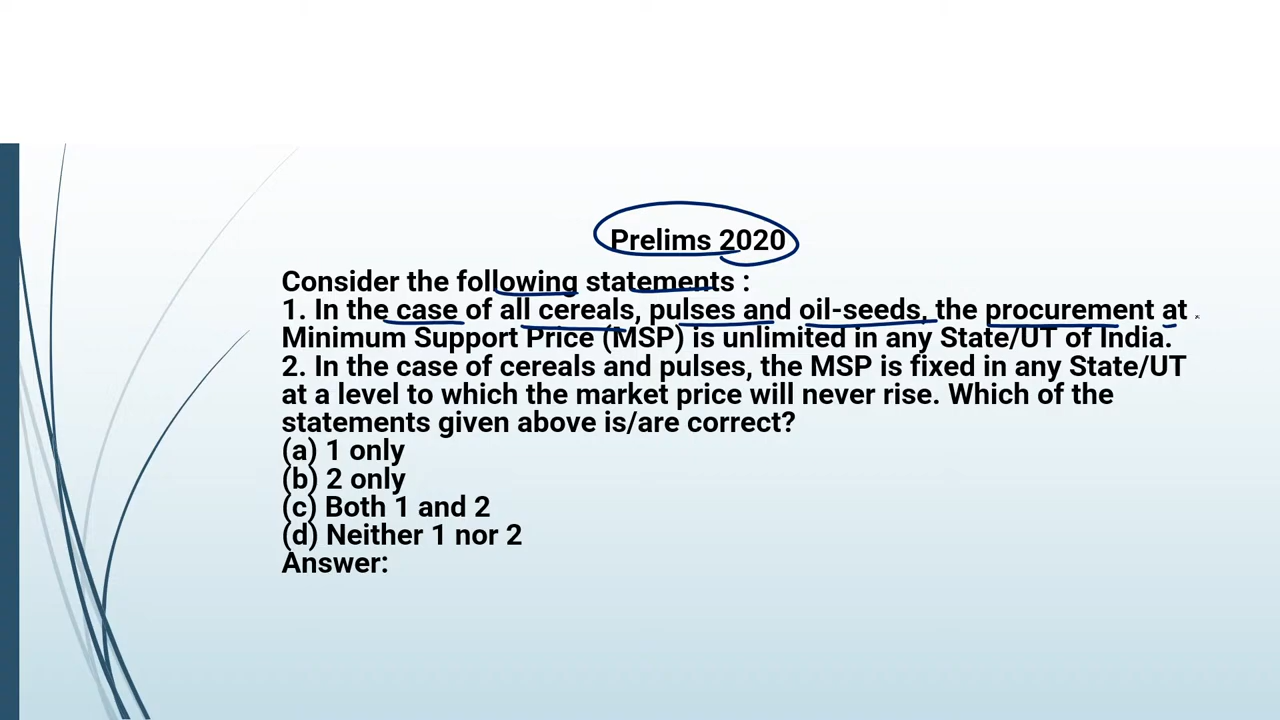 Prelims 2020
Consider the following statements :
1. In the case of all cereals, pulses and oil-seeds, the procurement at
Minimum Support Price (MSP) is unlimited in any State/UT of India.
2. In the case of cereals and pulses, the MSP is fixed in any State/UT
at a level to which the market price will never rise. Which of the
statements given above is/are correct?
(a) 1 only
(b) 2 only
(c) Both 1 and 2
(d) Neither 1 nor 2
Answer: